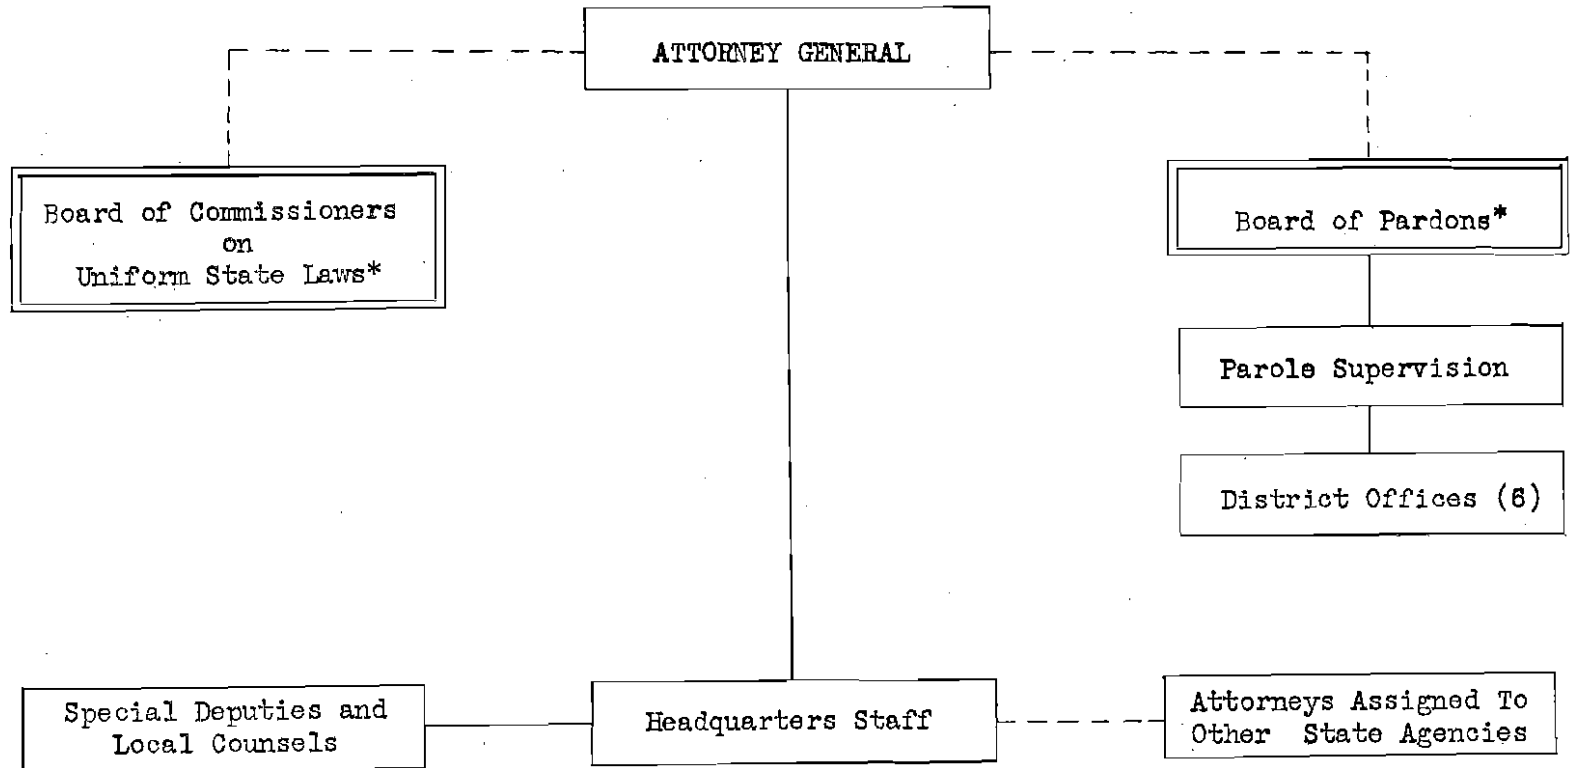 ATTORNEY GENERAL
Board of Commissioners
on
Uniform State Laws*
Board of Pardons*
Parole Supervision
District Offices (6)
Special Deputies and
Local Counsels
Headquarters Staff
Attorneys Assigned To
Other State Agencies